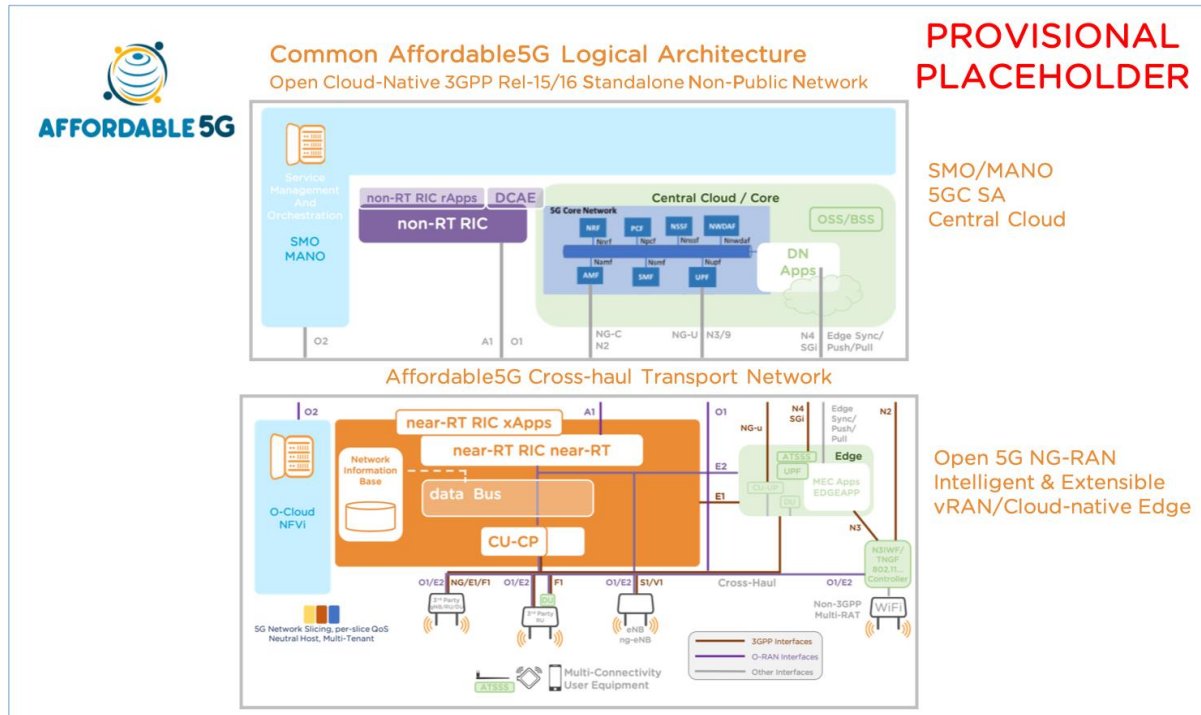 AFFORDABLE 5G
Common Affordable5G Logical Architecture
Open Cloud-Native 3GPP Rel-15/16 Standalone Non-Public Network
PROVISIONAL
PLACEHOLDER
Service
Management
And
Orchestration
SMO
MANO
non-RT RIC rApps
DCAE
non-RT RIC
Central Cloud / Core
5G Core Network
NRF
PCF
NSSF
NWDAF
Nnrf
Npcf
Nnssf
Nnwdaf
Namf
Nsmf
Nupf
AMF
SMF
UPF
OSS/BSS
DN
Apps
O2
A1
O1
NG-C
N2
NG-U
N3/9
N4
SGi
Edge Sync/
Push/Pull
SMO/MANO
5GC SA
Central Cloud
Affordable5G Cross-haul Transport Network
O2
A1
O1
NG-u
N4
SGi
Edge
Sync/
Push/
Pull
N2
near-RT RIC xApps
near-RT RIC near-RT
Network
Information
Base
data Bus
CU-CP
O-Cloud
NFVi
E2
E1
ATSSS
UPF
Edge
CU-UP
DU
MEC Apps
EDGEAPP
N3
N3IWF/
TNGF
802.11...
Controller
O1/E2
NG/E1/F1
O1/E2
F1
O1/E2
S1/V1
Cross-Haul
O1/E2
3rd Party
gNB/RU/DU
DU
3rd Party
RU
eNB
ng-eNB
Non-3GPP
Multi-RAT
WiFi
5G Network Slicing, per-slice QoS
Neutral Host, Multi-Tenant
3GPP Interfaces
O-RAN Interfaces
Other Interfaces
ATSSS
Multi-Connectivity
User Equipment
Open 5G NG-RAN
Intelligent & Extensible
vRAN/Cloud-native Edge